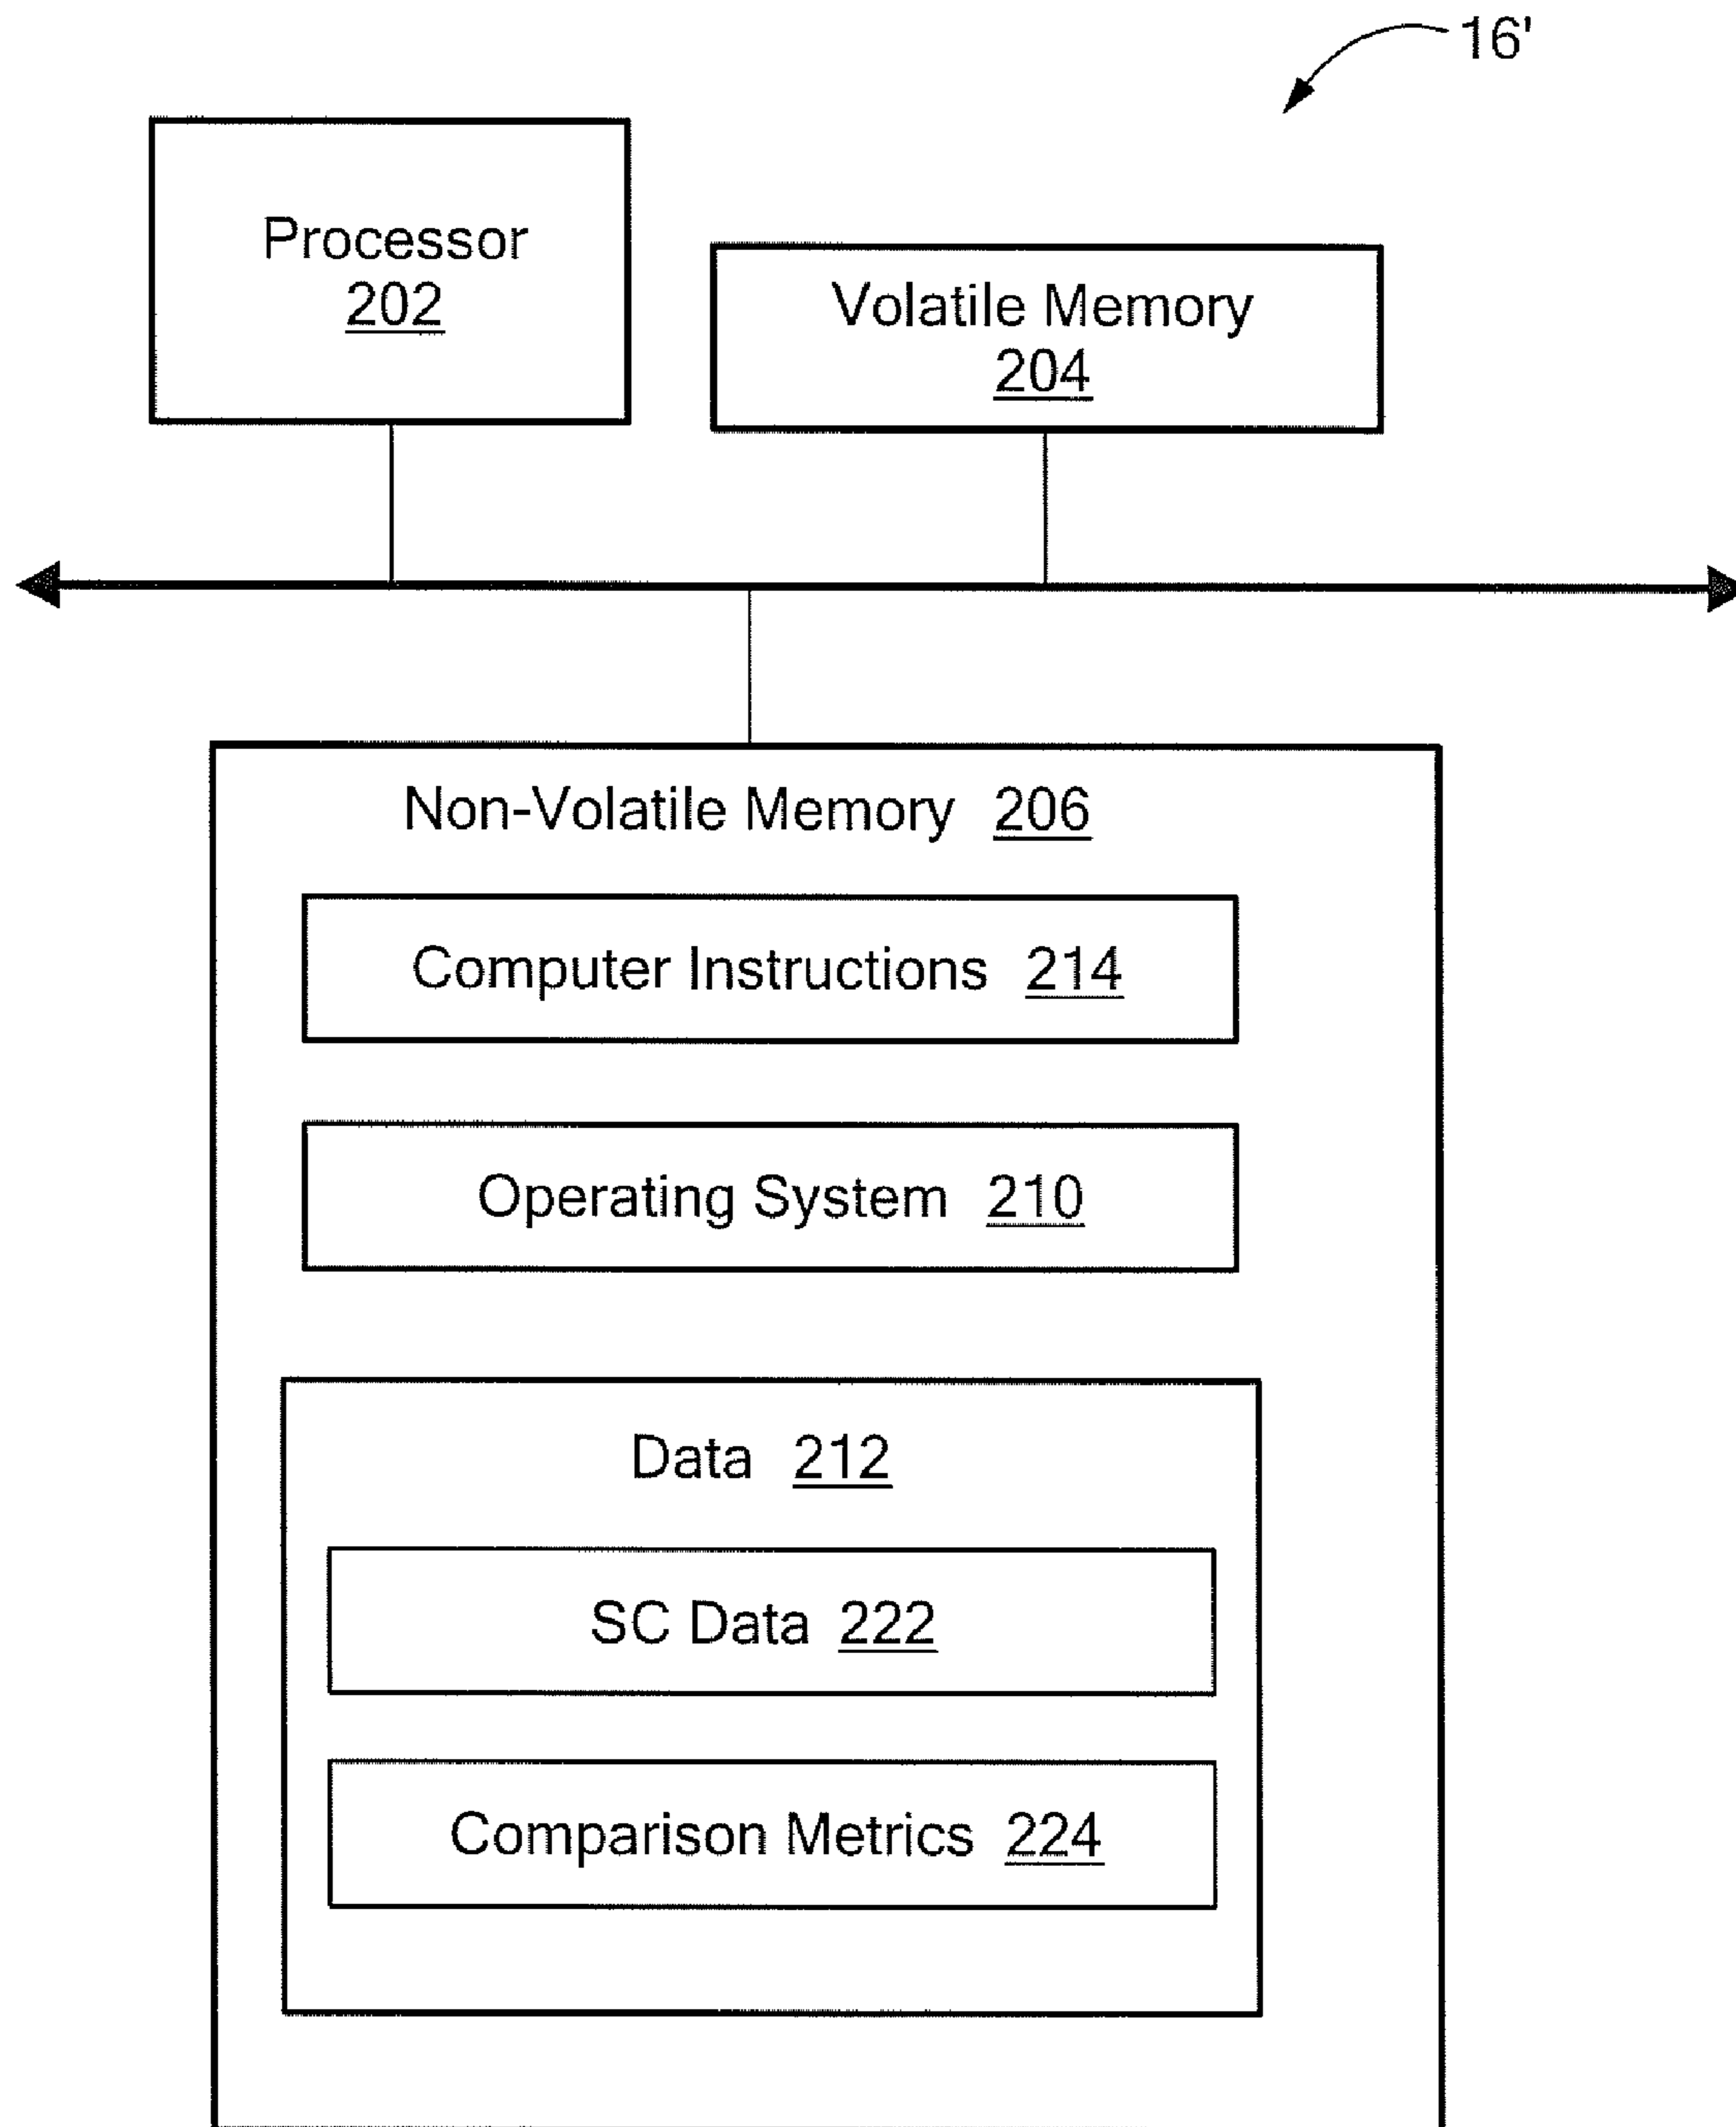 16'
Processor
202
Volatile Memory
204
Non-Volatile Memory 206
Computer Instructions 214
Operating System 210
Data 212
SC Data 222
Comparison Metrics 224